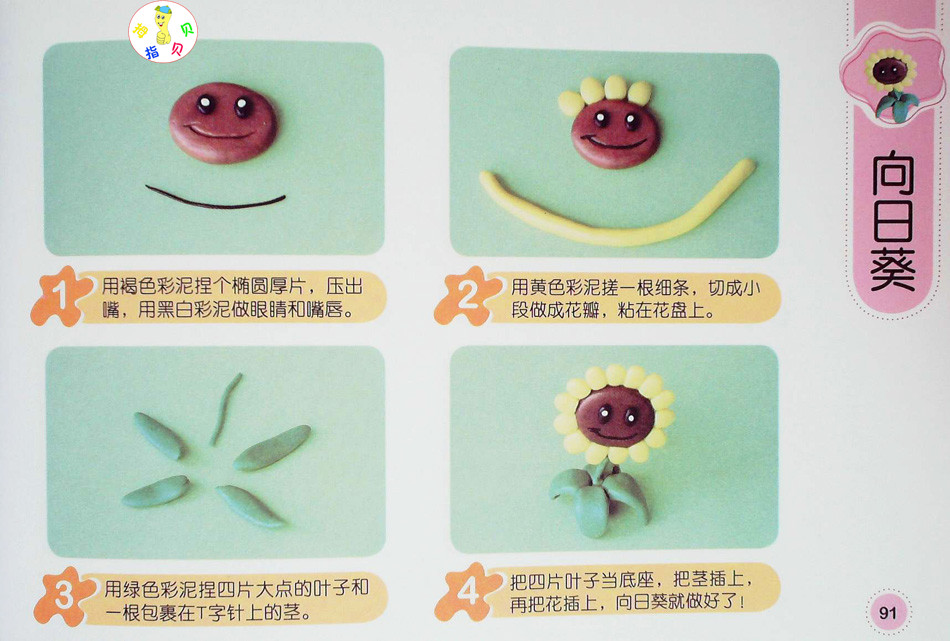 拇指贝贝
向日葵
1
用褐色彩泥捏个椭圆厚片，压出
嘴，用黑白彩泥做眼睛和嘴唇。
2
用黄色彩泥搓一根细条，切成小
段做成花瓣，粘在花盘上。
3
用绿色彩泥捏四片大点的叶子和
一根包裹在T字针上的茎。
4
把四片叶子当底座，把茎插上，
再把花插上，向日葵就做好了！
91